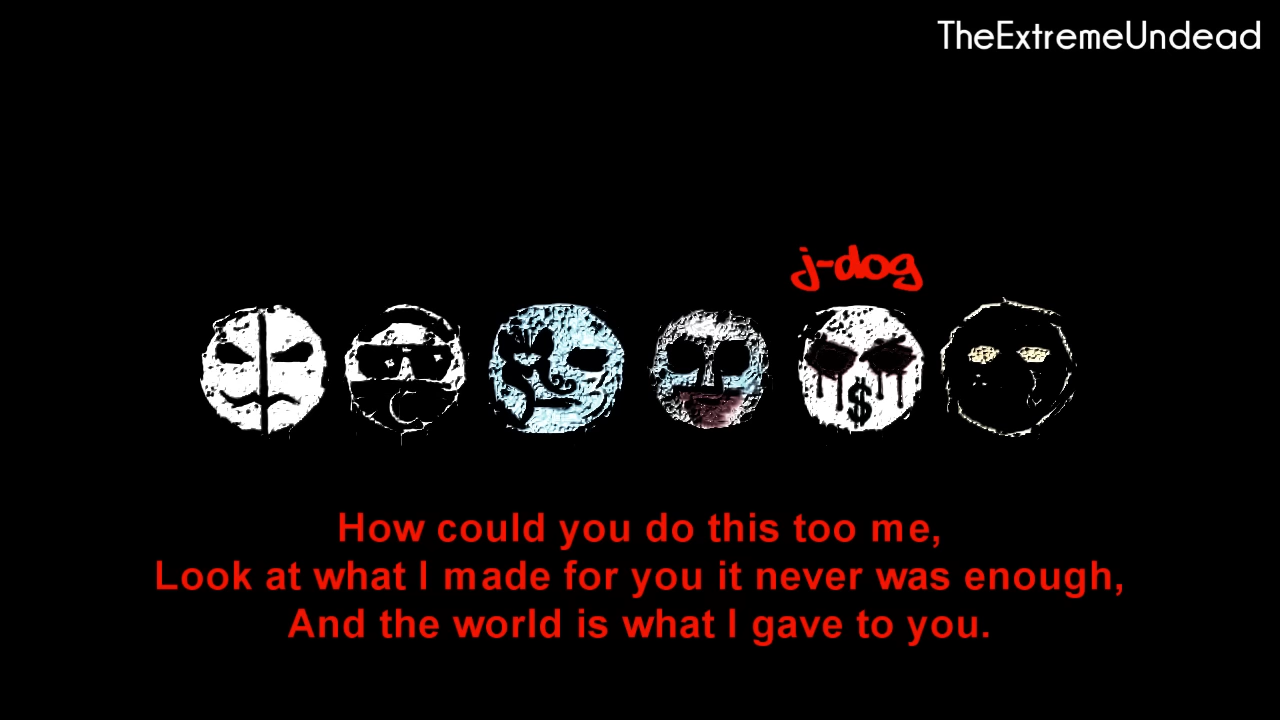 TheExtremeUndead
j-dog
$
How could you do this too me,
Look at what I made for you it never was enough,
And the world is what I gave to you.